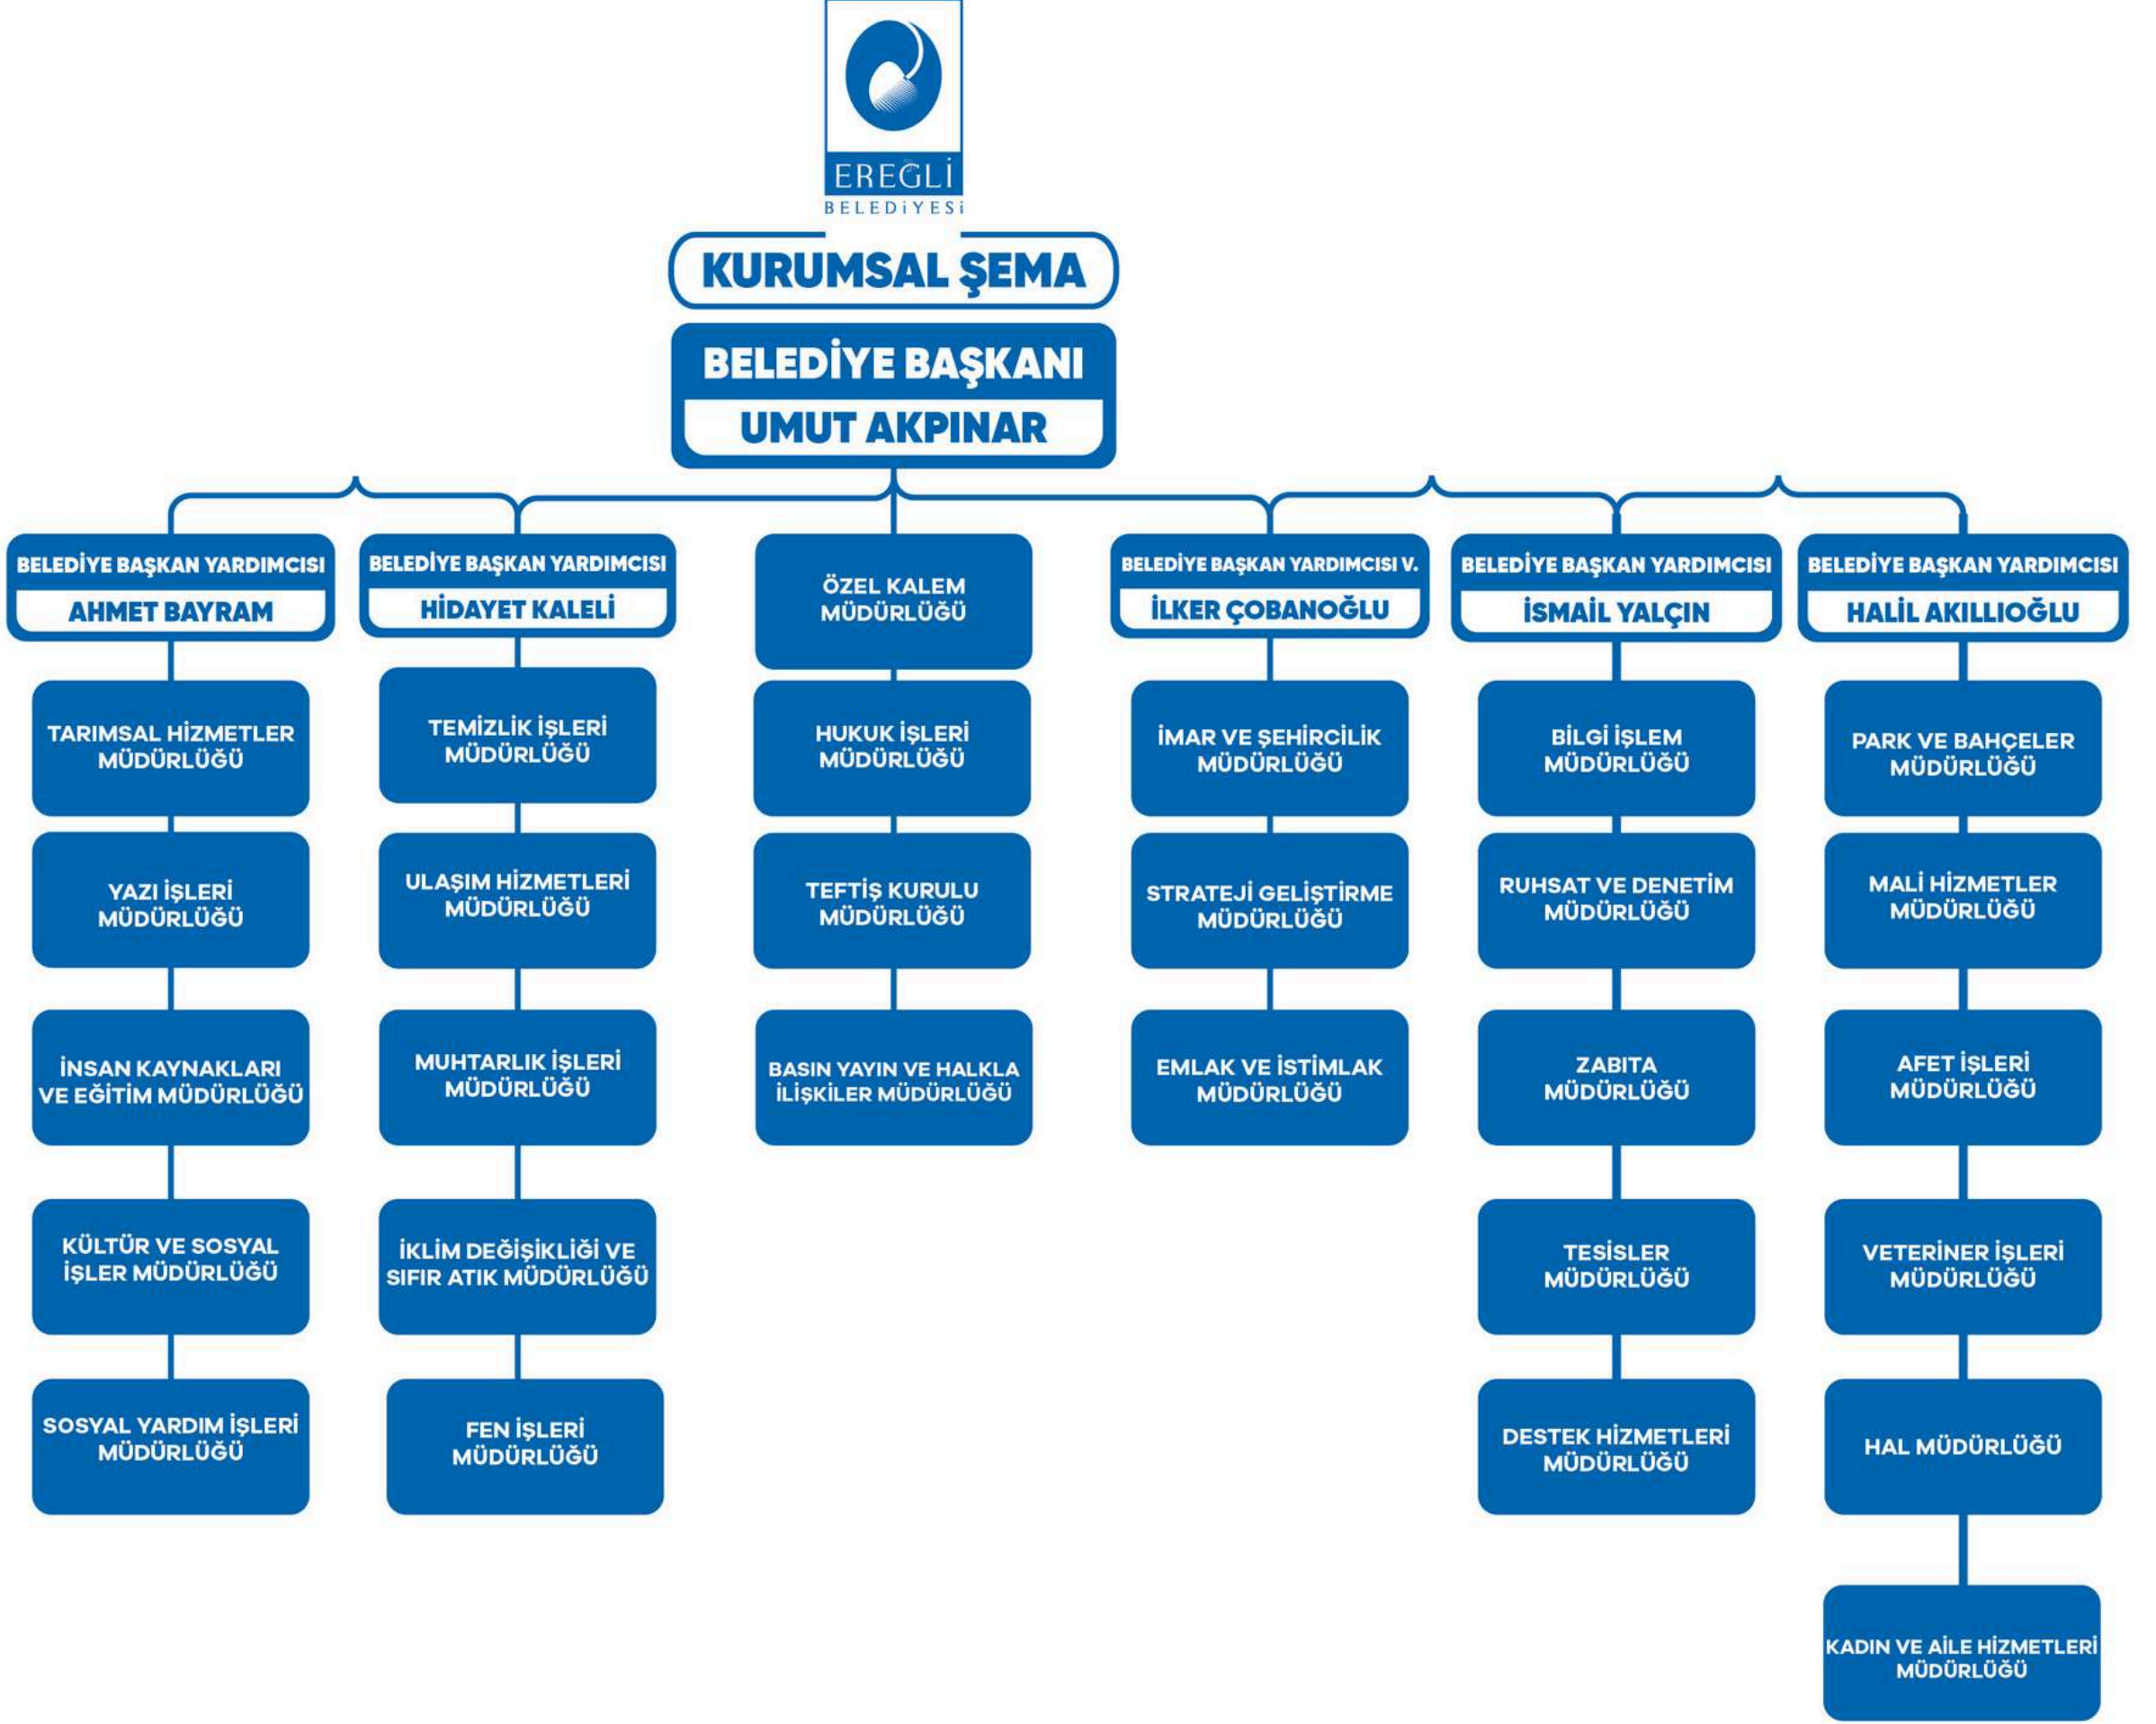 EREĞLİ
BELEDİYESİ
KURUMSAL ŞEMA
BELEDİYE BAŞKANI
UMUT AKPINAR
BELEDİYE BAŞKAN YARDIMCISI
AHMET BAYRAM
TARIMSAL HİZMETLER
MÜDÜRLÜĞÜ
YAZI İŞLERİ
MÜDÜRLÜĞÜ
İNSAN KAYNAKLARI
VE EĞİTİM MÜDÜRLÜĞÜ
KÜLTÜR VE SOSYAL
İŞLER MÜDÜRLÜĞÜ
SOSYAL YARDIM İŞLERİ
MÜDÜRLÜĞÜ
BELEDİYE BAŞKAN YARDIMCISI
HİDAYET KALELİ
TEMİZLİK İŞLERİ
MÜDÜRLÜĞÜ
ULAŞIM HİZMETLERİ
MÜDÜRLÜĞÜ
MUHTARLIK İŞLERİ
MÜDÜRLÜĞÜ
İKLİM DEĞİŞİKLİĞİ VE
SIFIR ATIK MÜDÜRLÜĞÜ
FEN İŞLERİ
MÜDÜRLÜĞÜ
ÖZEL KALEM
MÜDÜRLÜĞÜ
HUKUK İŞLERİ
MÜDÜRLÜĞÜ
TEFTİŞ KURULU
MÜDÜRLÜĞÜ
BASIN YAYIN VE HALKLA
İLİŞKİLER MÜDÜRLÜĞÜ
BELEDİYE BAŞKAN YARDIMCISI V.
İLKER ÇOBANOĞLU
İMAR VE ŞEHİRCİLİK
MÜDÜRLÜĞÜ
STRATEJİ GELİŞTİRME
MÜDÜRLÜĞÜ
EMLAK VE İSTİMLAK
MÜDÜRLÜĞÜ
BELEDİYE BAŞKAN YARDIMCISI
İSMAİL YALÇIN
BİLGİ İŞLEM
MÜDÜRLÜĞÜ
RUHSAT VE DENETİM
MÜDÜRLÜĞÜ
ZABITA
MÜDÜRLÜĞÜ
TESİSLER
MÜDÜRLÜĞÜ
DESTEK HİZMETLERİ
MÜDÜRLÜĞÜ
BELEDİYE BAŞKAN YARDIMCISI
HALİL AKILLIOĞLU
PARK VE BAHÇELER
MÜDÜRLÜĞÜ
MALİ HİZMETLER
MÜDÜRLÜĞÜ
AFET İŞLERİ
MÜDÜRLÜĞÜ
VETERİNER İŞLERİ
MÜDÜRLÜĞÜ
HAL MÜDÜRLÜĞÜ
KADIN VE AİLE HİZMETLERİ
MÜDÜRLÜĞÜ